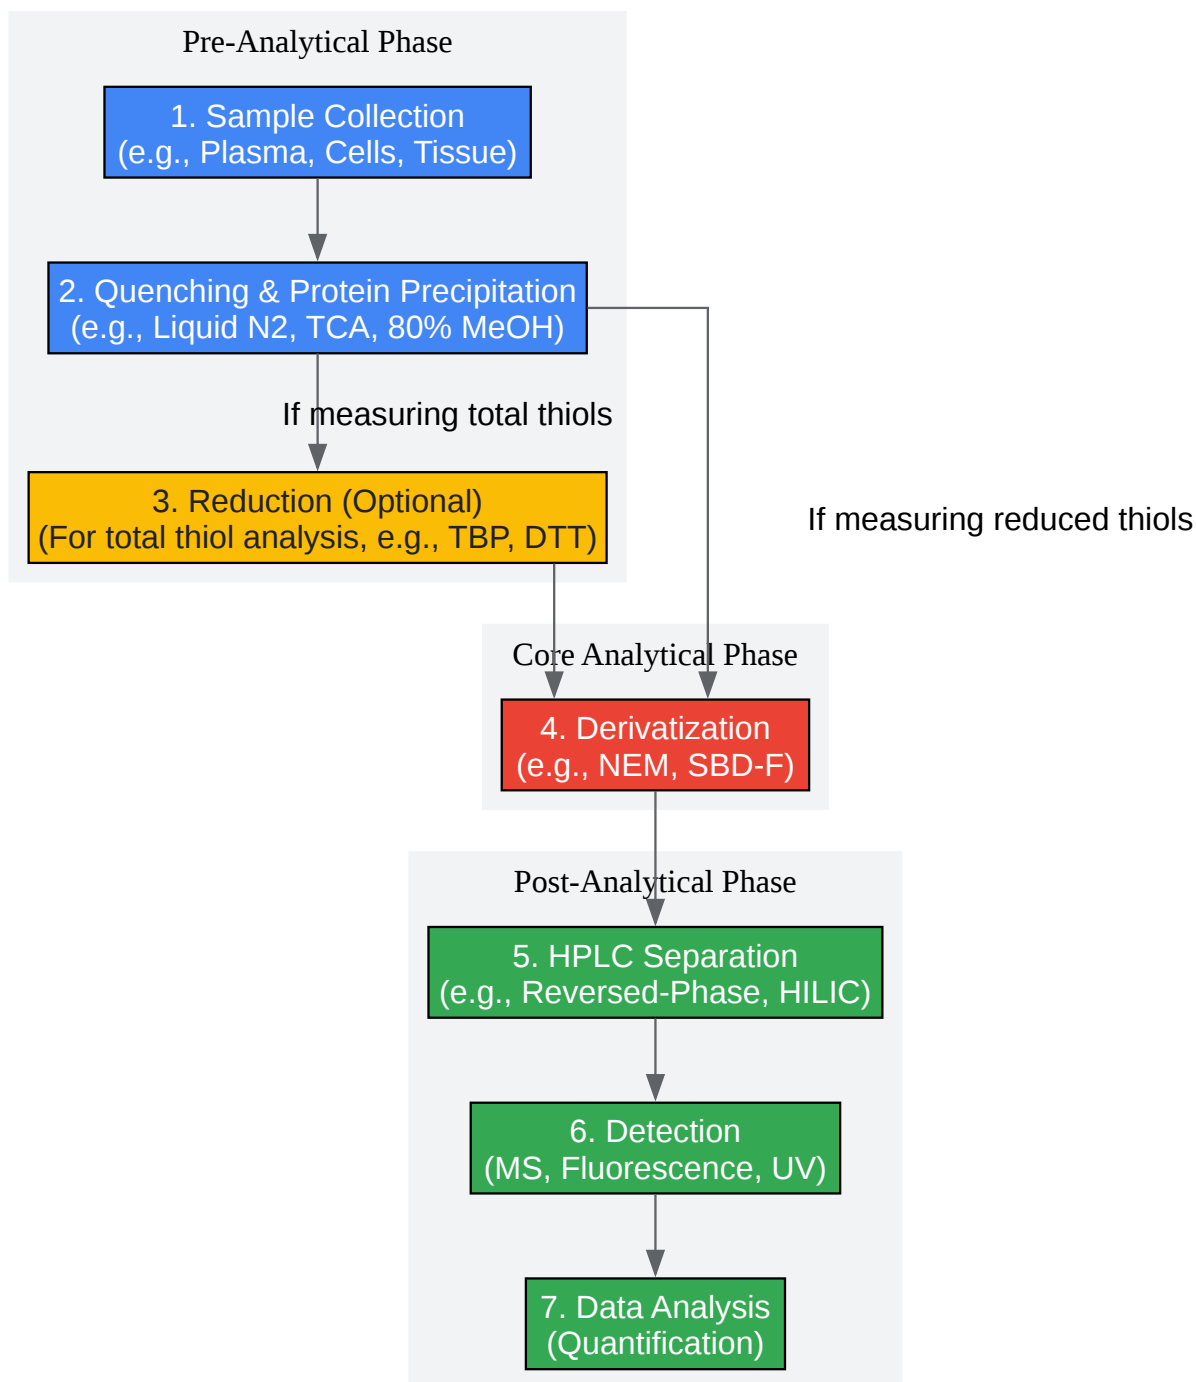 Pre-Analytical Phase
1. Sample Collection
(e.g., Plasma, Cells, Tissue)
2. Quenching & Protein Precipitation
(e.g., Liquid N2, TCA, 80% MeOH)
If measuring total thiols
3. Reduction (Optional)
(For total thiol analysis, e.g., TBP, DTT)
If measuring reduced thiols
Core Analytical Phase
4. Derivatization
(e.g., NEM, SBD-F)
Post-Analytical Phase
5. HPLC Separation
(e.g., Reversed-Phase, HILIC)
6. Detection
(MS, Fluorescence, UV)
7. Data Analysis
(Quantification)